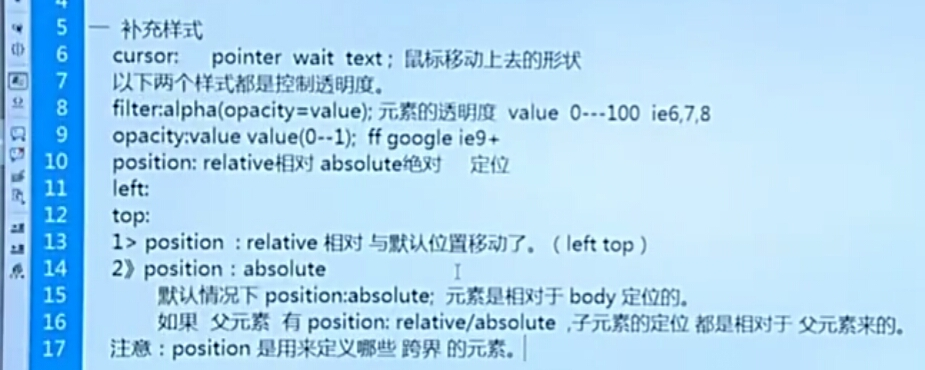 4
5 一 补充样式
6 cursor: pointer wait text ; 鼠标移动上去的形状
7 以下两个样式都是控制透明度。
8 filter:alpha(opacity=value); 元素的透明度 value 0---100 ie6,7,8
9 opacity:value value(0--1); ff google ie9+
10 position: relative相对 absolute绝对 定位
11 left:
12 top:
13 1> position : relative 相对 与默认位置移动了。（ left top ）
14 2》position : absolute
15 默认情况下 position:absolute; 元素是相对于 body 定位的。
16 如果 父元素 有 position: relative/absolute ,子元素的定位 都是相对于 父元素来的。
17 注意：position 是用来定义哪些 跨界 的元素。